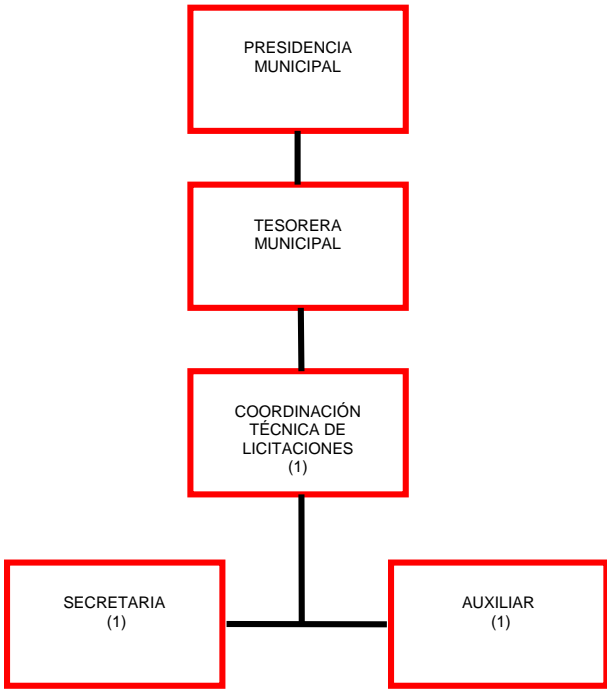 PRESIDENCIA
MUNICIPAL
TESORERA
MUNICIPAL
COORDINACIÓN
TÉCNICA DE
LICITACIONES
(1)
SECRETARIA
(1)
AUXILIAR
(1)